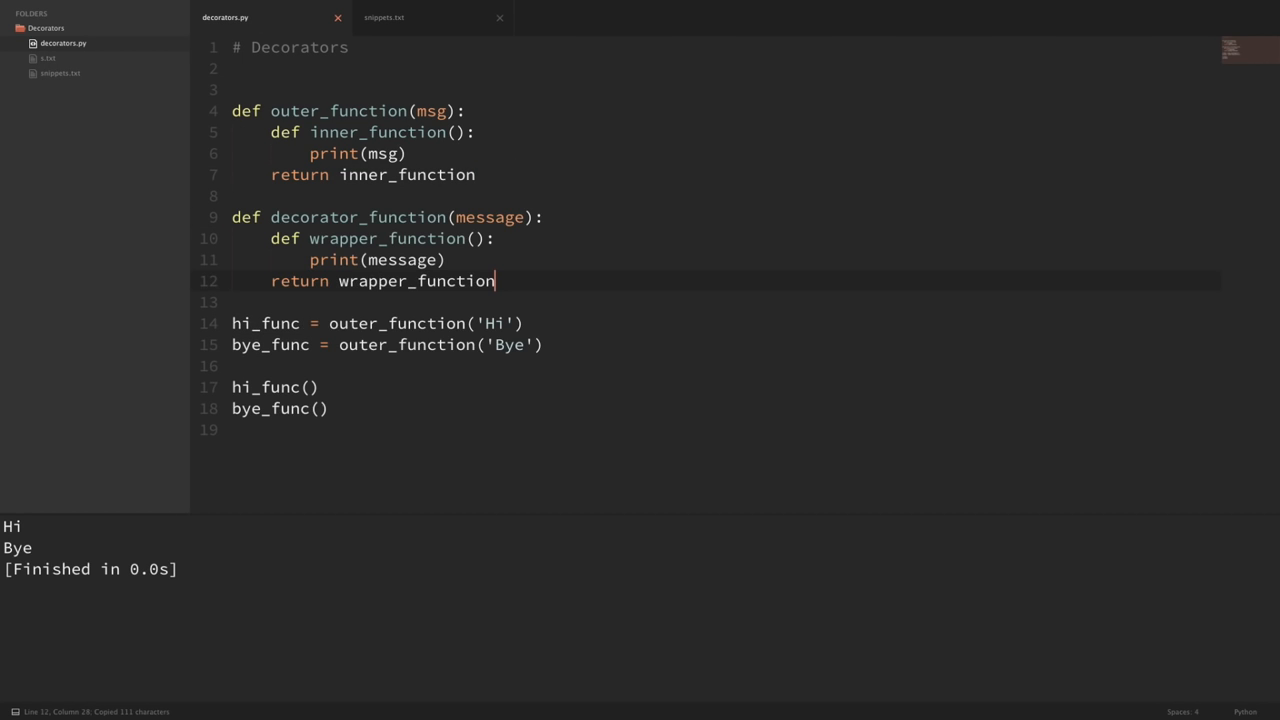 FOLDERS
Decorators
decorators.py
s.txt
snippets.txt
decorators.py
snippets.txt
1 # Decorators
2
3
4 def outer_function(msg):
5     def inner_function():
6         print(msg)
7     return inner_function
8
9 def decorator_function(message):
10     def wrapper_function():
11         print(message)
12     return wrapper_function
13
14 hi_func = outer_function('Hi')
15 bye_func = outer_function('Bye')
16
17 hi_func()
18 bye_func()
19
Hi
Bye
[Finished in 0.0s]
Line 12, Column 28; Copied 111 characters
Spaces: 4
Python